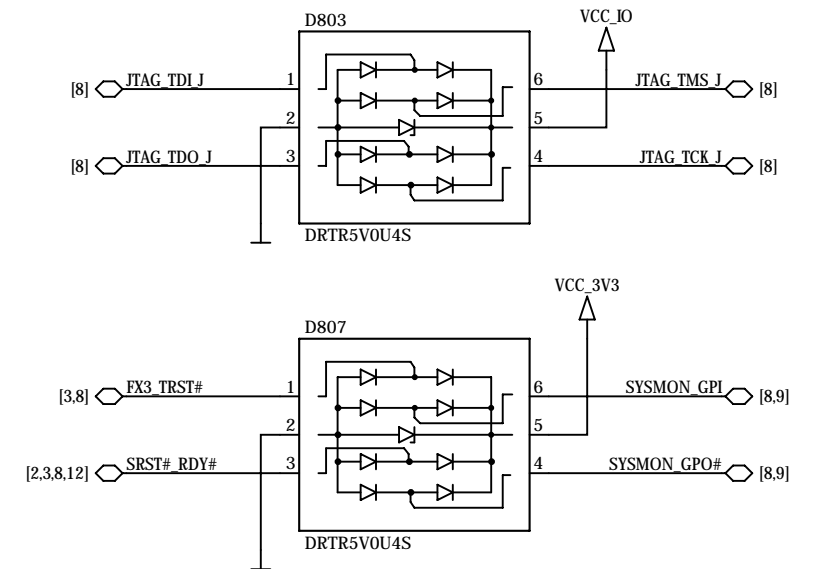 D803
VCC_IO
[8] JTAG_TDI_J 1
6 JTAG_TMS_J [8]
2
5
[8] JTAG_TDO_J 3
4 JTAG_TCK_J [8]
DRTR5V0U4S
VCC_3V3
D807
[3,8] FX3_TRST# 1
6 SYSMON_GPI [8,9]
2
5
[2,3,8,12] SRST#_RDY# 3
4 SYSMON_GPO# [8,9]
DRTR5V0U4S